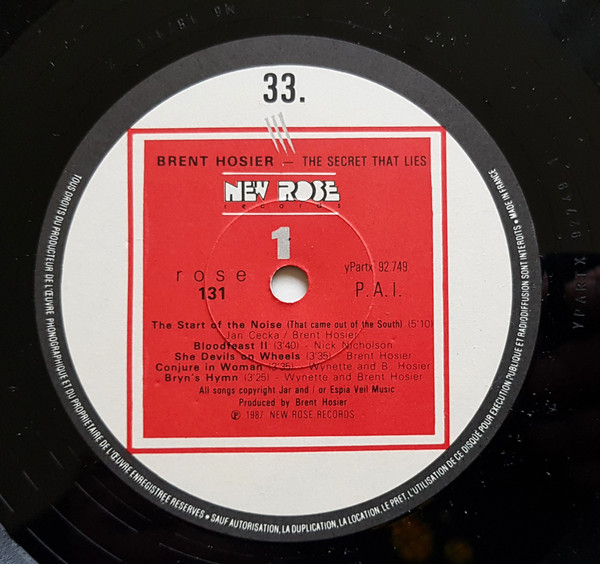 33.
BRENT HOSIER — THE SECRET THAT LIES
NEW ROSE
records
1
rose
131
yPartx 92.749
P.A.I.
The Start of the Noise (That came out of the South) (5'10)
Jan Cecka / Brent Hosier
Bloodfeast II (3'40) - Nick Nicholson
She Devils on Wheels (3'35) - Brent Hosier
Conjure in Woman (3'35) - Wynette and B. Hosier
Bryn's Hymn (3'25) - Wynette and Brent Hosier
All songs copyright Jar and / or Espia Veil Music
Produced by Brent Hosier
℗ 1987 NEW ROSE RECORDS
TOUS DROITS DU PRODUCTEUR DE L'ŒUVRE PHONOGRAPHIQUE ET DU PROPRIETAIRE DE L'ŒUVRE ENREGISTREE RESERVES • SAUF AUTORISATION, LA DUPLICATION, LA LOCATION, LE PRET, L'UTILISATION DE CE DISQUE POUR EXECUTION PUBLIQUE ET RADIODIFFUSION SONT INTERDITS • MADE IN FRANCE
YPARTX 92749